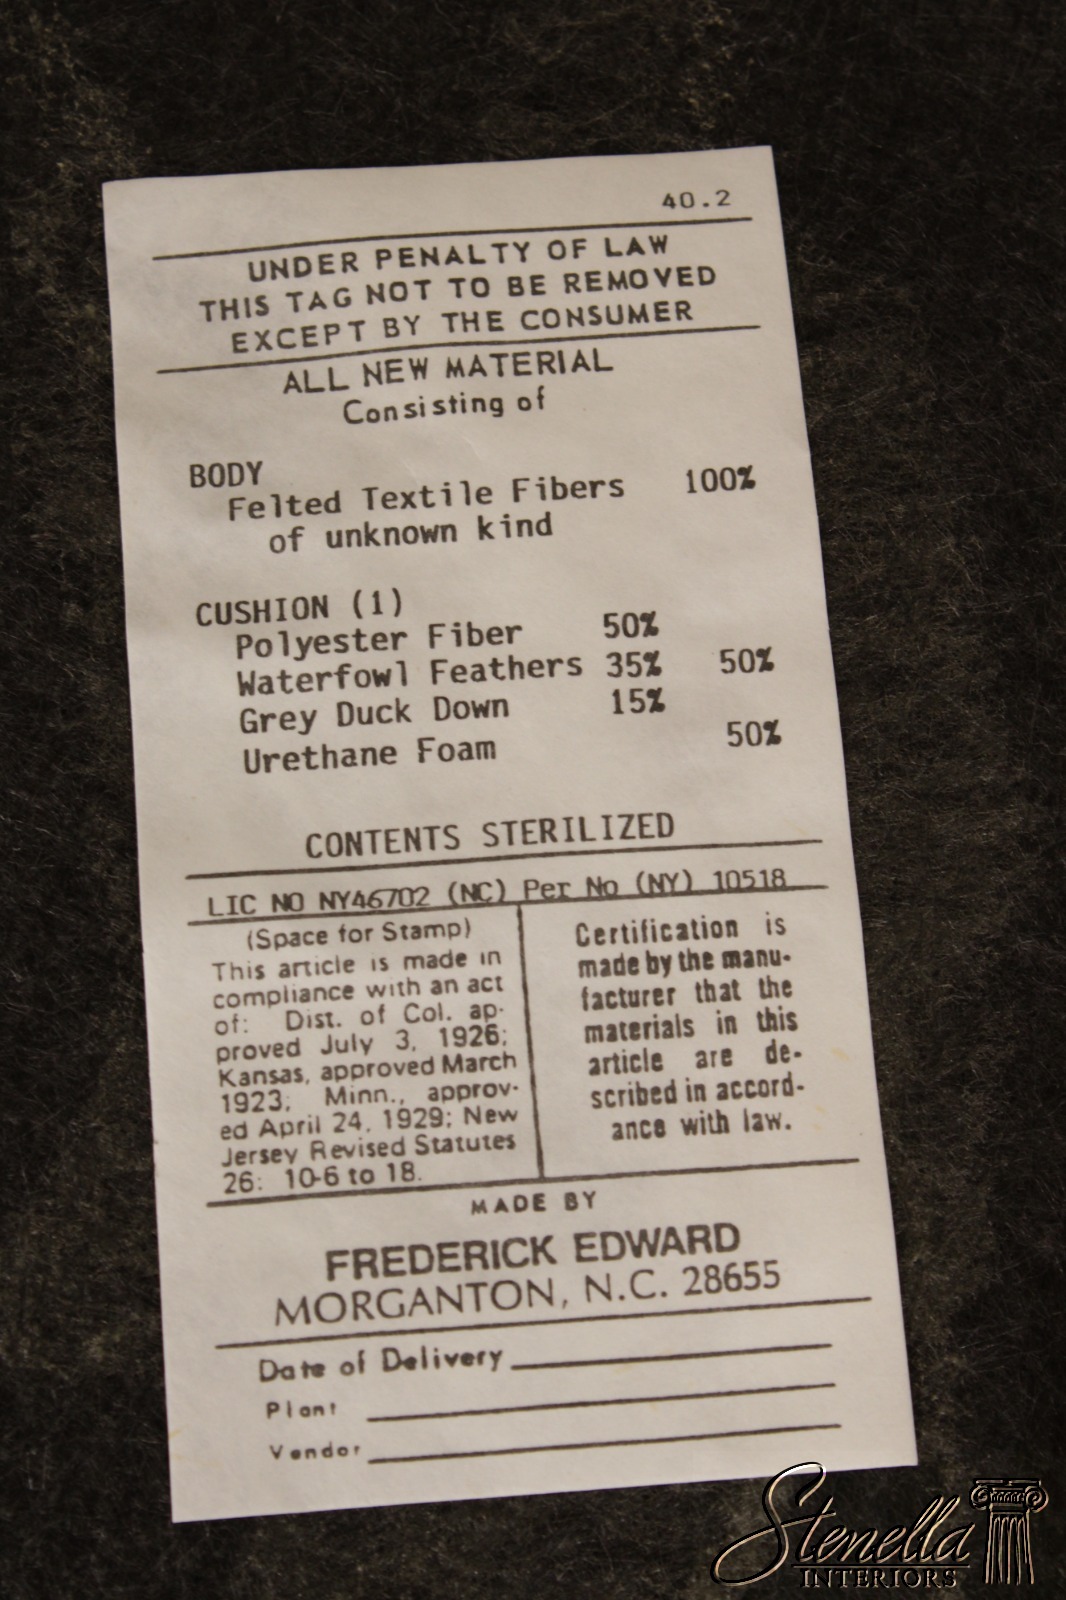 40.2
UNDER PENALTY OF LAW
THIS TAG NOT TO BE REMOVED
EXCEPT BY THE CONSUMER
ALL NEW MATERIAL
Consisting of
BODY
Felted Textile Fibers 100%
of unknown kind
CUSHION (1)
Polyester Fiber 50%
Waterfowl Feathers 35% 50%
Grey Duck Down 15%
Urethane Foam 50%
CONTENTS STERILIZED
LIC NO NY46702 (NC) Per No (NY) 10518
(Space for Stamp)
This article is made in
compliance with an act
of: Dist. of Col. ap-
proved July 3, 1926;
Kansas, approved March
1923; Minn., approv-
ed April 24, 1929; New
Jersey Revised Statutes
26: 10-6 to 18.
Certification is
made by the manu-
facturer that the
materials in this
article are de-
scribed in accord-
ance with law.
MADE BY
FREDERICK EDWARD
MORGANTON, N.C. 28655
Date of Delivery
Plant
Vendor
Stenella
INTERIORS